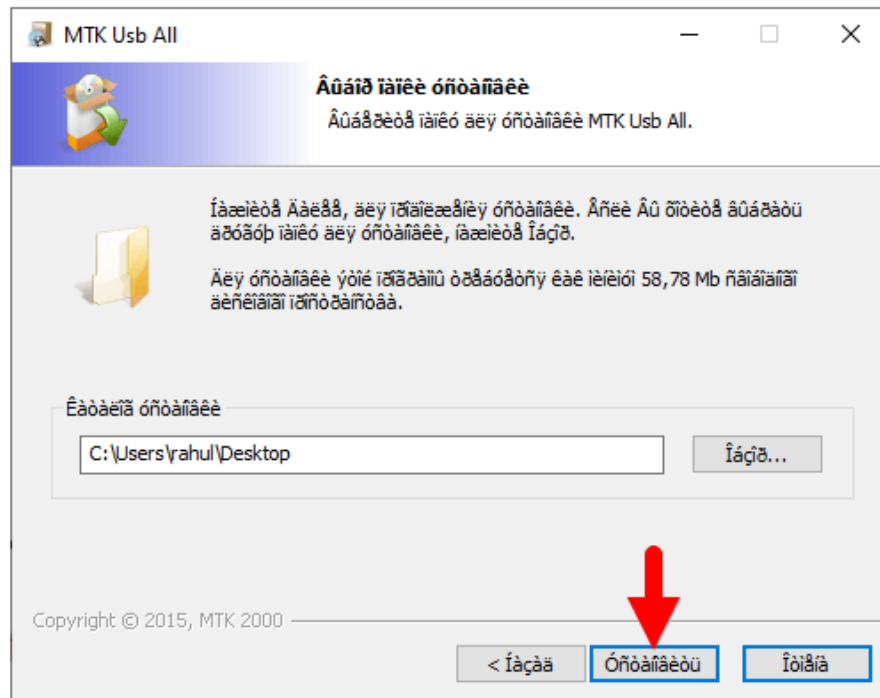 MTK Usb All
Âûáîð ïàïêè óñòàíîâêè
Âûáåðèòå ïàïêó äëÿ óñòàíîâêè MTK Usb All.
Íàæìèòå Äàëåå, äëÿ ïðîäîëæåíèÿ óñòàíîâêè. Åñëè Âû õîòèòå âûáðàòü
äðóãóþ ïàïêó äëÿ óñòàíîâêè, íàæìèòå Îáçîð.
Äëÿ óñòàíîâêè ýòîé ïðîãðàììû òðåáóåòñÿ êàê ìèíèìóì 58,78 Mb ñâîáîäíîãî
äèñêîâîãî ïðîñòðàíñòâà.
Êàòàëîã óñòàíîâêè
C:\Users\rahul\Desktop
Îáçîð...
Copyright © 2015, MTK 2000
< Íàçàä
Óñòàíîâèòü
Îòìåíà